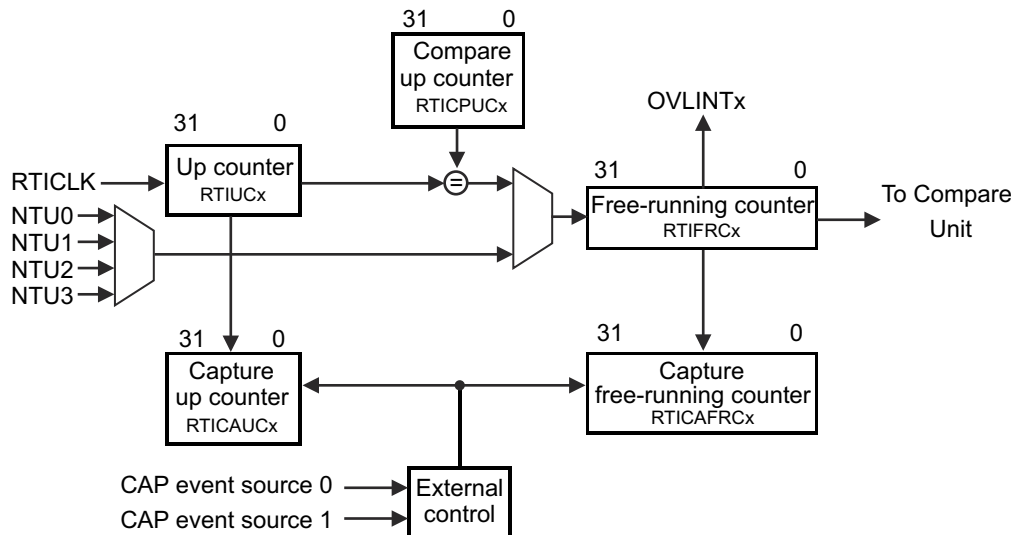 31 0
Compare
up counter
RTICPUCx
OVLINTx
31 0
RTICLK
Up counter
RTIUCx
=
31 0
Free-running counter
RTIFRCx
To Compare
Unit
NTU0
NTU1
NTU2
NTU3
31 0
Capture
up counter
RTICAUCx
31 0
Capture
free-running counter
RTICAFRCx
CAP event source 0
CAP event source 1
External
control